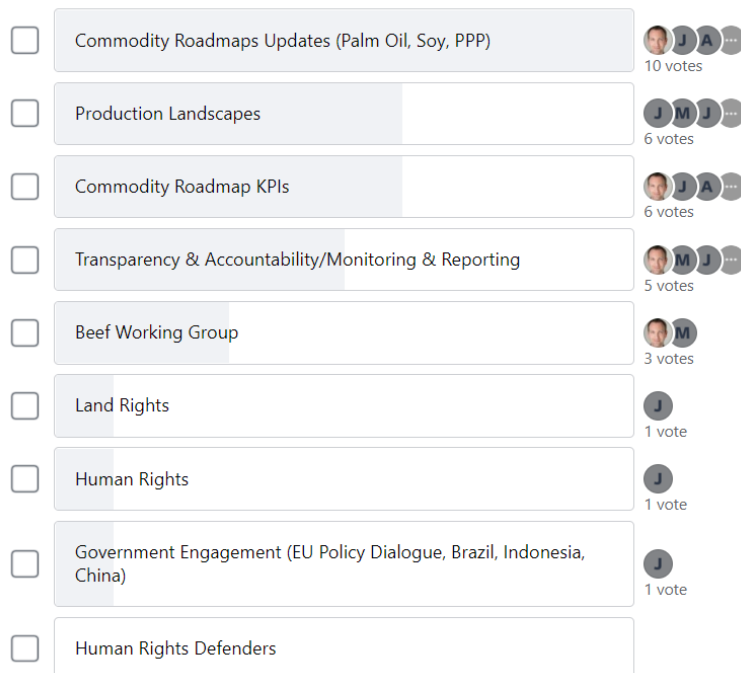 Commodity Roadmaps Updates (Palm Oil, Soy, PPP)
J A ...
10 votes
Production Landscapes
J M J ...
6 votes
Commodity Roadmap KPIs
J A ...
6 votes
Transparency & Accountability/Monitoring & Reporting
M J ...
5 votes
Beef Working Group
M
3 votes
Land Rights
J
1 vote
Human Rights
J
1 vote
Government Engagement (EU Policy Dialogue, Brazil, Indonesia,
China)
J
1 vote
Human Rights Defenders